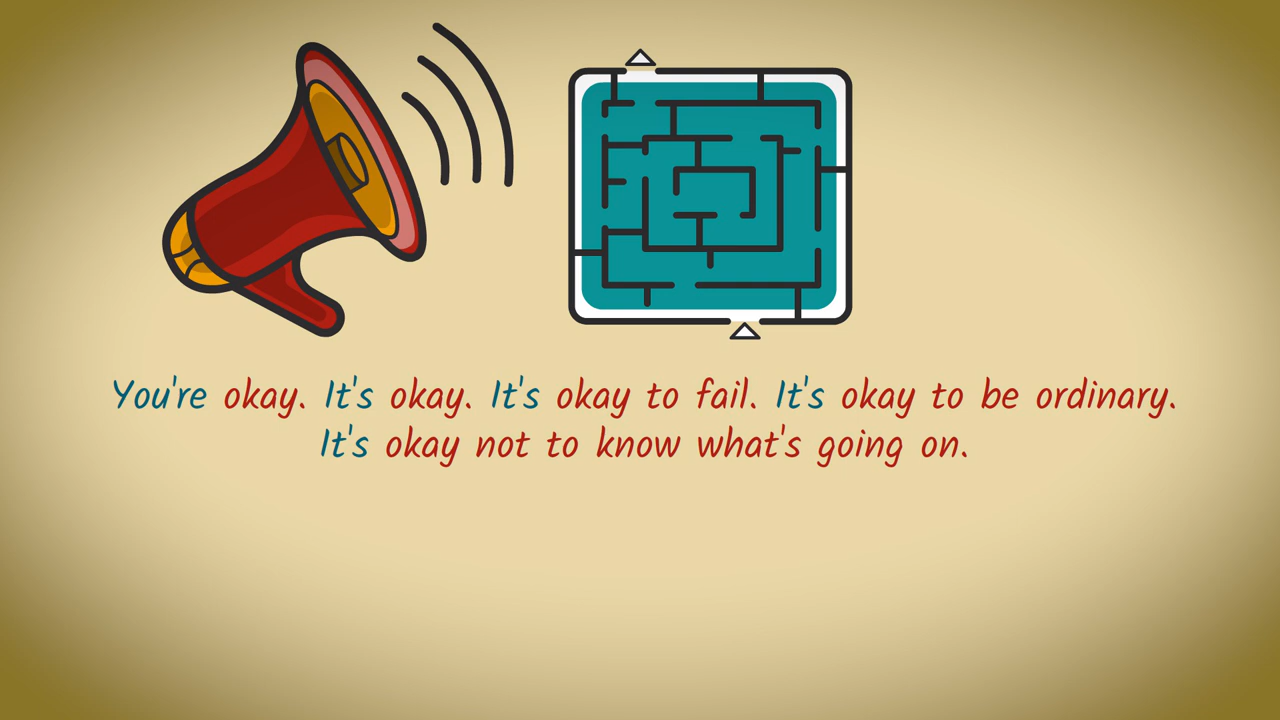 You're okay. It's okay. It's okay to fail. It's okay to be ordinary.
It's okay not to know what's going on.